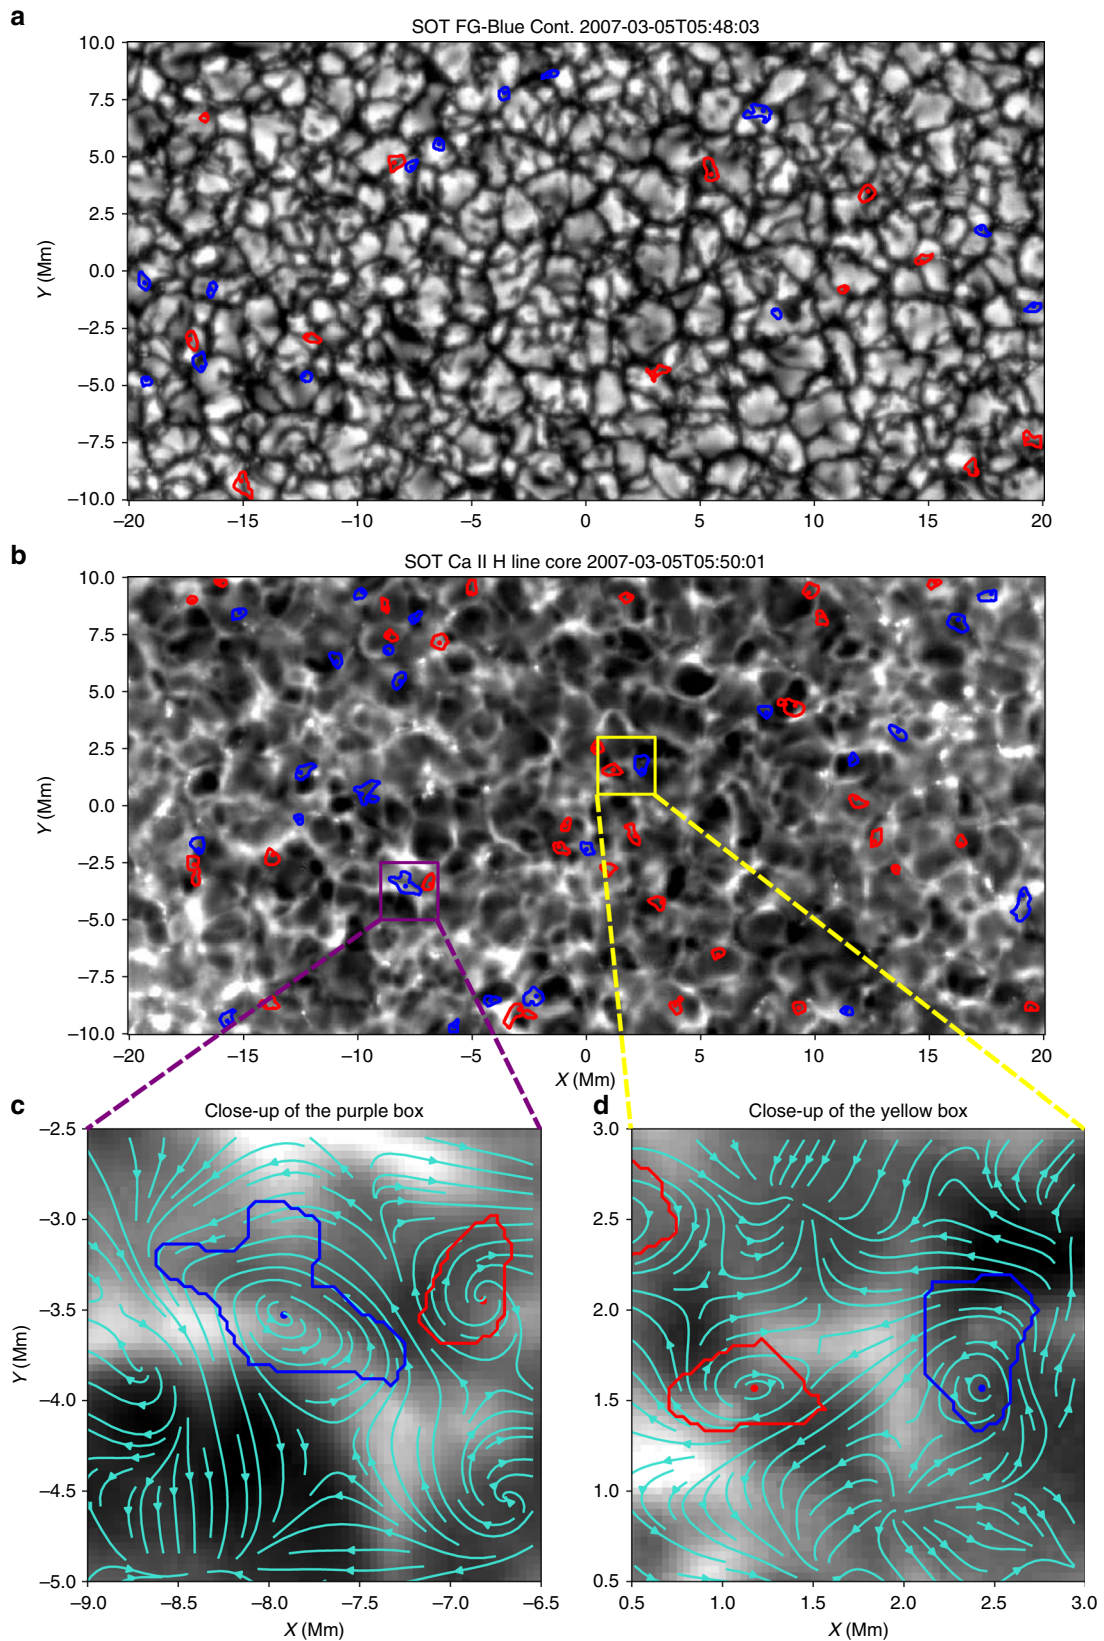 a
SOT FG-Blue Cont. 2007-03-05T05:48:03
10.0
7.5
5.0
2.5
0.0
−2.5
−5.0
−7.5
−10.0
Y (Mm)
−20 −15 −10 −5 0 5 10 15 20
b
SOT Ca II H line core 2007-03-05T05:50:01
10.0
7.5
5.0
2.5
0.0
−2.5
−5.0
−7.5
−10.0
Y (Mm)
−20 −15 −10 −5 0 5 10 15 20
X (Mm)
c
Close-up of the purple box
−2.5
−3.0
−3.5
−4.0
−4.5
−5.0
Y (Mm)
−9.0 −8.5 −8.0 −7.5 −7.0 −6.5
X (Mm)
d
Close-up of the yellow box
3.0
2.5
2.0
1.5
1.0
0.5
0.5 1.0 1.5 2.0 2.5 3.0
X (Mm)